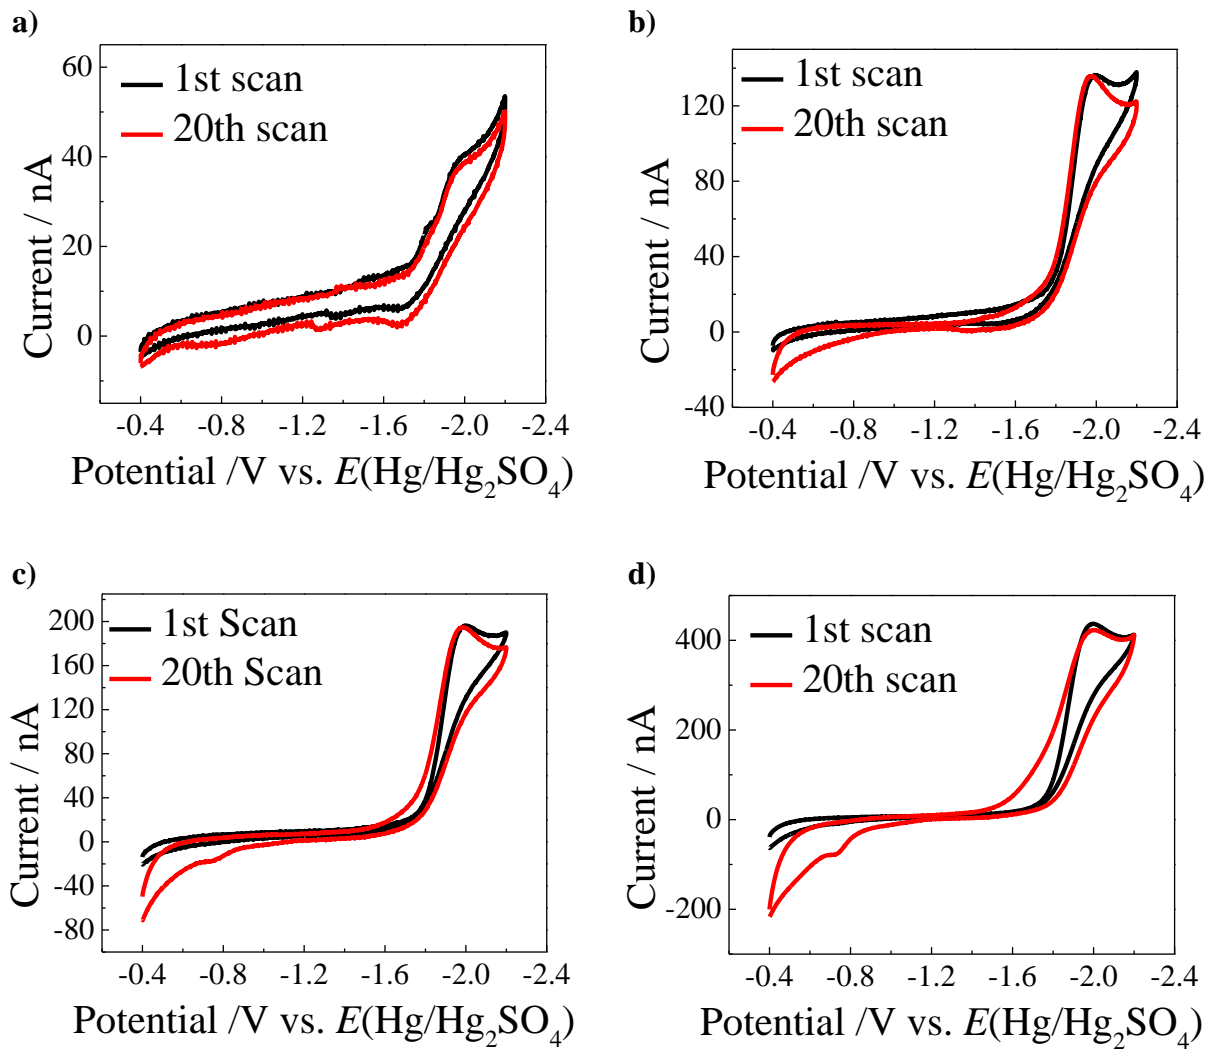 a)
60
40
20
0
1st scan
20th scan
Current / nA
-0.4 -0.8 -1.2 -1.6 -2.0 -2.4
Potential /V vs. E(Hg/Hg₂SO₄)
b)
120
80
40
0
-40
1st scan
20th scan
Current / nA
-0.4 -0.8 -1.2 -1.6 -2.0 -2.4
Potential /V vs. E(Hg/Hg₂SO₄)
c)
200
160
120
80
40
0
-40
-80
1st Scan
20th Scan
Current / nA
-0.4 -0.8 -1.2 -1.6 -2.0 -2.4
Potential /V vs. E(Hg/Hg₂SO₄)
d)
400
200
0
-200
1st scan
20th scan
Current / nA
-0.4 -0.8 -1.2 -1.6 -2.0 -2.4
Potential /V vs. E(Hg/Hg₂SO₄)